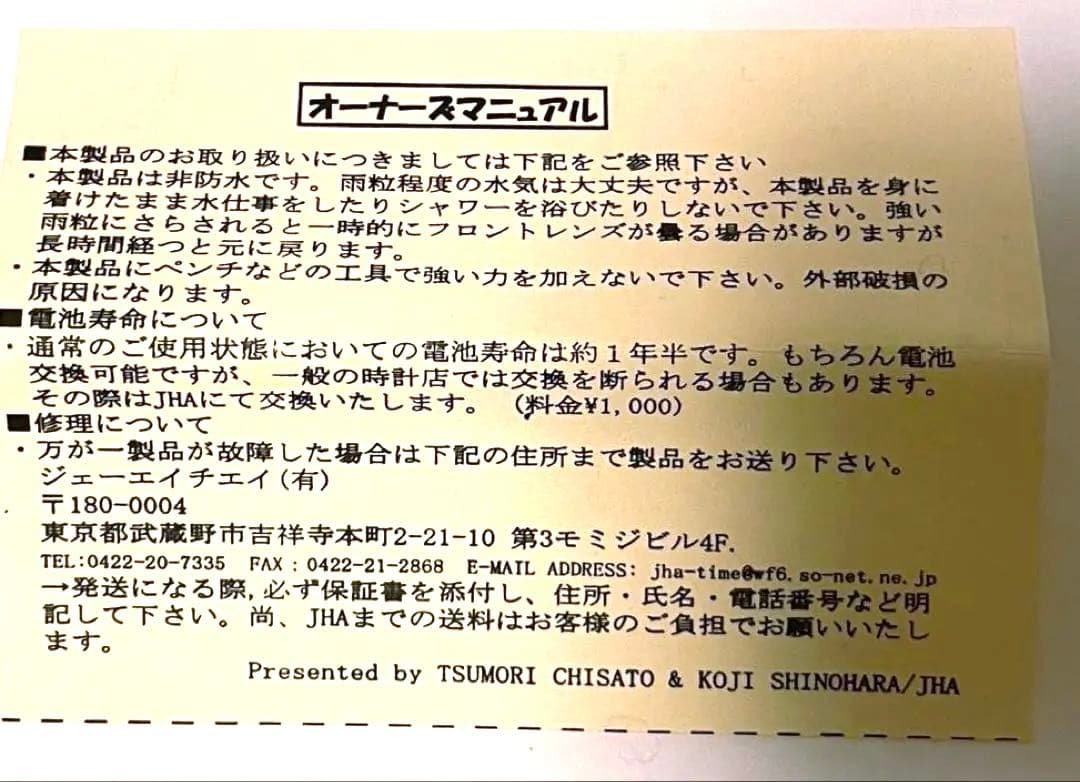 オーナーズマニュアル
■本製品のお取り扱いにつきましては下記をご参照下さい
・本製品は非防水です。雨粒程度の水気は大丈夫ですが、本製品を身に
着けたまま水仕事をしたりシャワーを浴びたりしないで下さい。強い
雨粒にさらされると一時的にフロントレンズが曇る場合がありますが
長時間経つと元に戻ります。
・本製品にペンチなどの工具で強い力を加えないで下さい。外部破損の
原因になります。
■電池寿命について
・通常のご使用状態においての電池寿命は約１年半です。もちろん電池
交換可能ですが、一般の時計店では交換を断られる場合もあります。
その際はJHAにて交換いたします。（料金¥1,000）
■修理について
・万が一製品が故障した場合は下記の住所まで製品をお送り下さい。
ジェーエイチエイ(有)
〒180-0004
東京都武蔵野市吉祥寺本町2-21-10 第3モミジビル4F.
TEL:0422-20-7335 FAX:0422-21-2868 E-MAIL ADDRESS: jha-time@wf6.so-net.ne.jp
→発送になる際,必ず保証書を添付し、住所・氏名・電話番号など明
記して下さい。尚、JHAまでの送料はお客様のご負担でお願いいたし
ます。
Presented by TSUMORI CHISATO & KOJI SHINOHARA/JHA